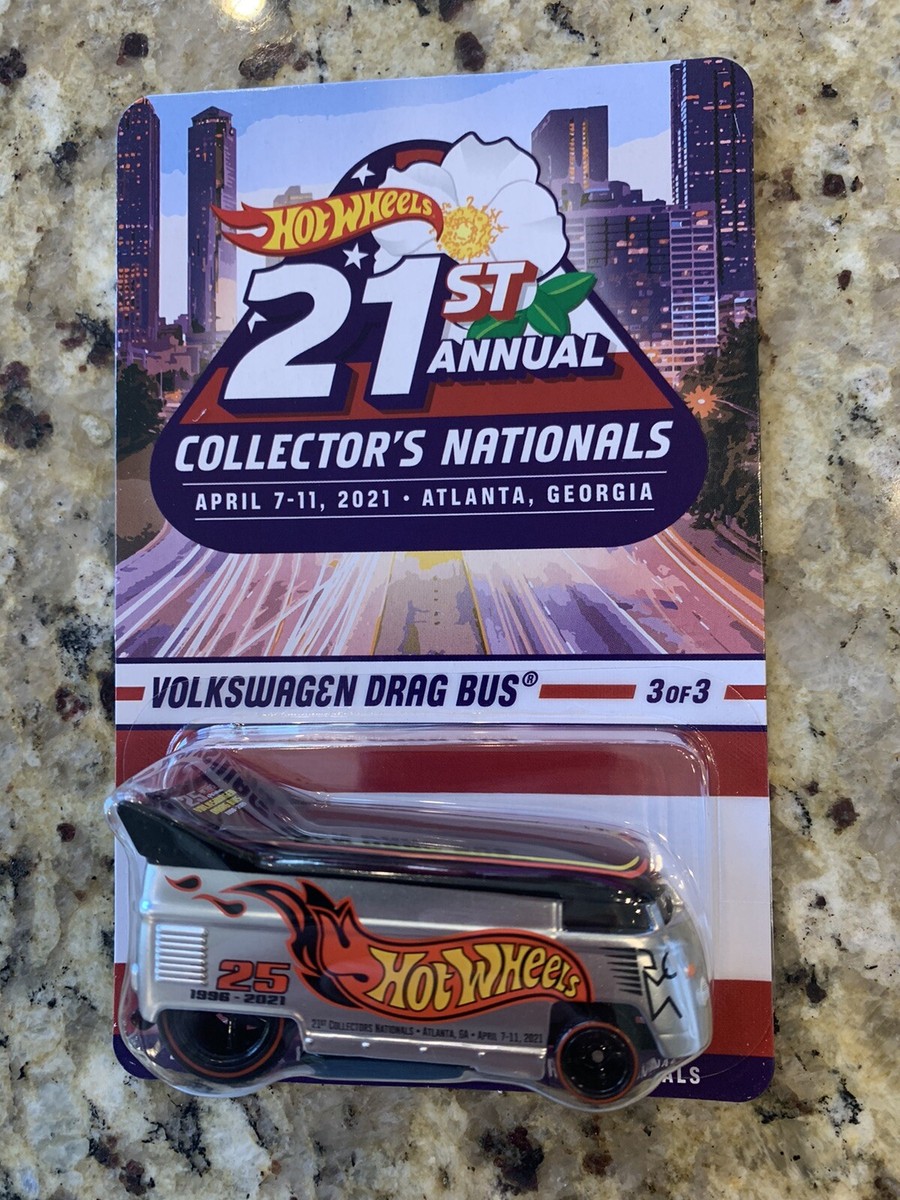 HOT WHEELS
21ST
ANNUAL
COLLECTOR'S NATIONALS
APRIL 7-11, 2021 • ATLANTA, GEORGIA
VOLKSWAGEN DRAG BUS®
3 OF 3
HOT WHEELS
25
1996 - 2021
21ST COLLECTORS NATIONALS • ATLANTA, GA • APRIL 7-11, 2021